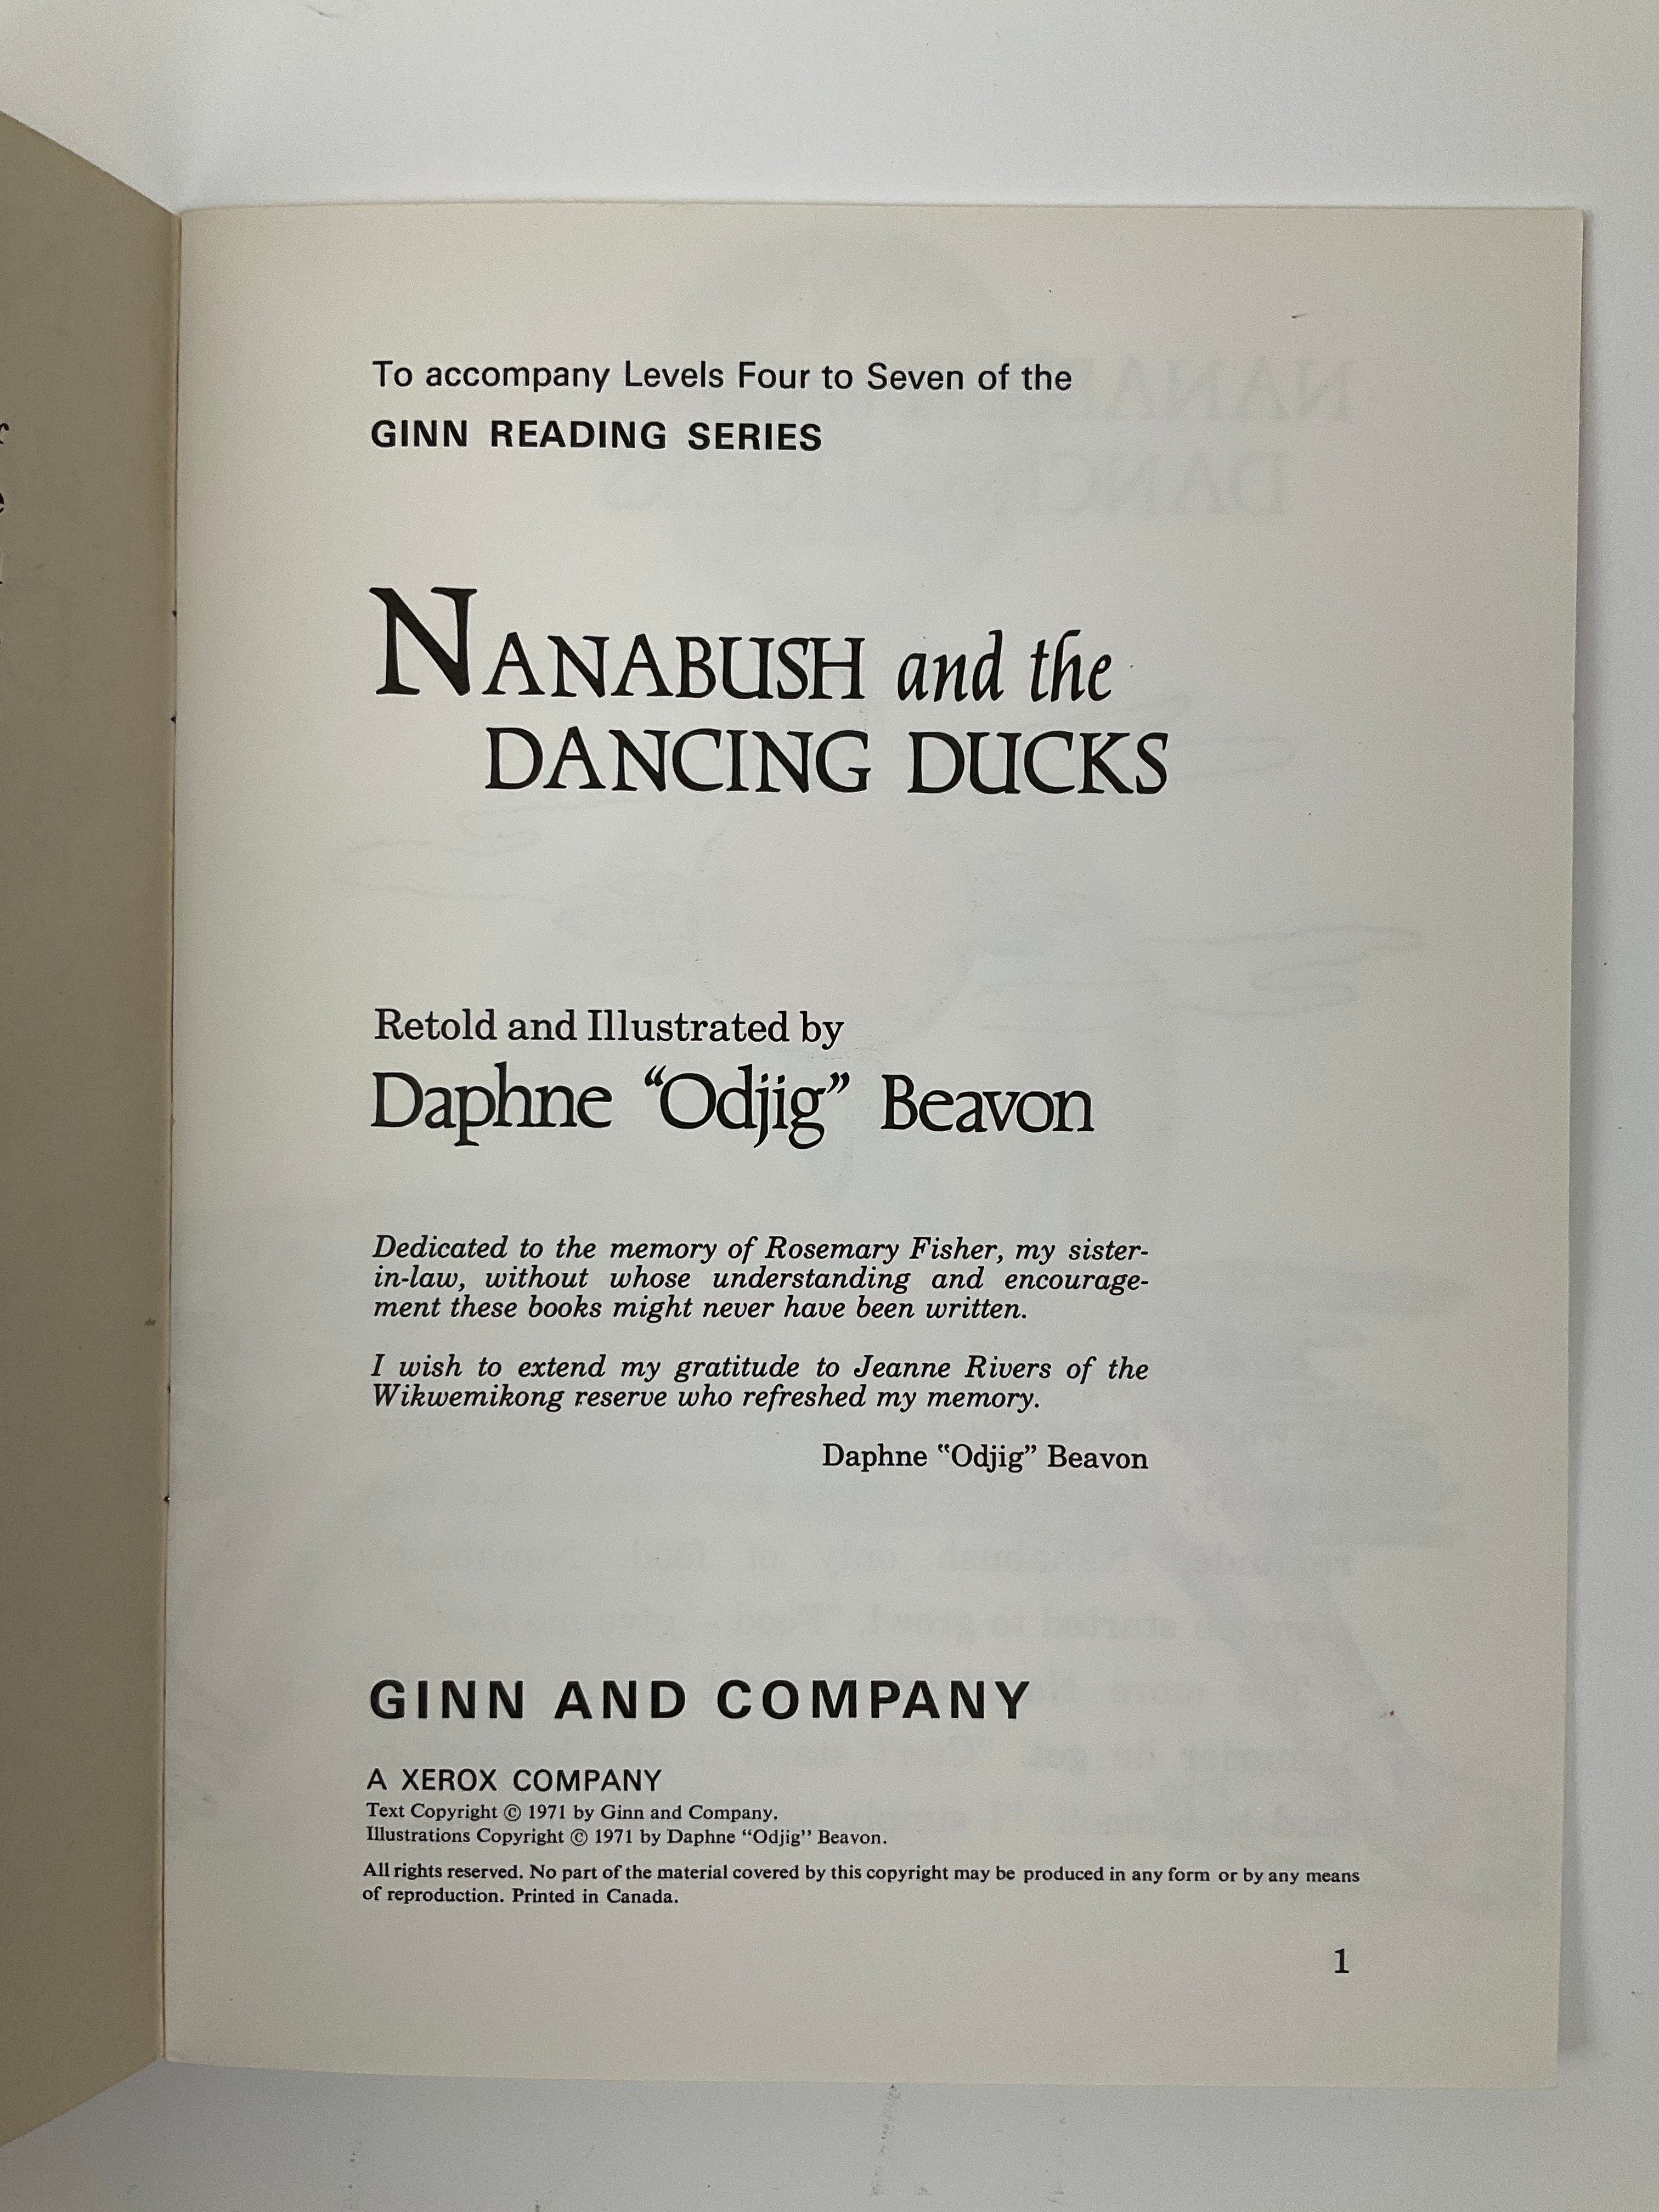 To accompany Levels Four to Seven of the
GINN READING SERIES
NANABUSH and the
DANCING DUCKS
Retold and Illustrated by
Daphne “Odjig” Beavon
Dedicated to the memory of Rosemary Fisher, my sister-
in-law, without whose understanding and encourage-
ment these books might never have been written.
I wish to extend my gratitude to Jeanne Rivers of the
Wikwemikong reserve who refreshed my memory.
Daphne “Odjig” Beavon
GINN AND COMPANY
A XEROX COMPANY
Text Copyright © 1971 by Ginn and Company.
Illustrations Copyright © 1971 by Daphne “Odjig” Beavon.
All rights reserved. No part of the material covered by this copyright may be produced in any form or by any means
of reproduction. Printed in Canada.
1